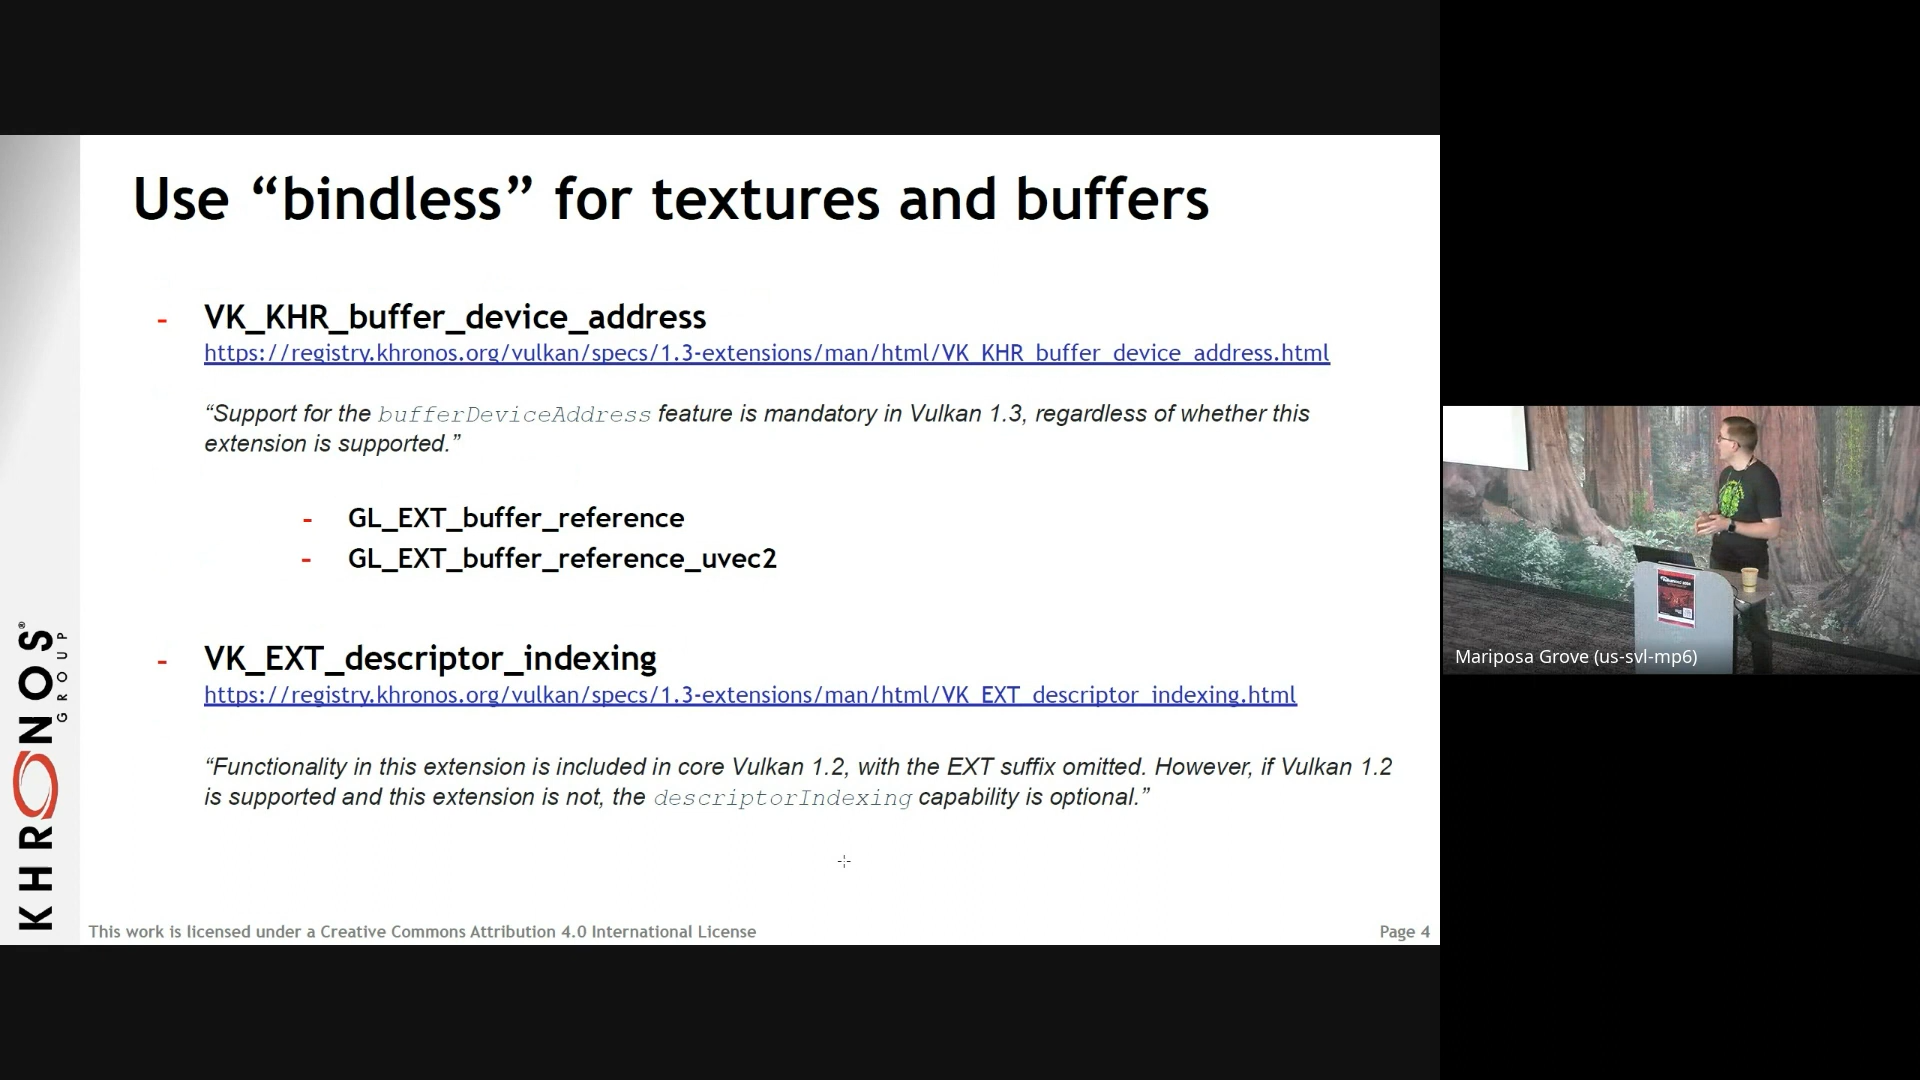 Use “bindless” for textures and buffers
- VK_KHR_buffer_device_address
https://registry.khronos.org/vulkan/specs/1.3-extensions/man/html/VK_KHR_buffer_device_address.html
“Support for the bufferDeviceAddress feature is mandatory in Vulkan 1.3, regardless of whether this
extension is supported.”
- GL_EXT_buffer_reference
- GL_EXT_buffer_reference_uvec2
- VK_EXT_descriptor_indexing
https://registry.khronos.org/vulkan/specs/1.3-extensions/man/html/VK_EXT_descriptor_indexing.html
“Functionality in this extension is included in core Vulkan 1.2, with the EXT suffix omitted. However, if Vulkan 1.2
is supported and this extension is not, the descriptorIndexing capability is optional.”
KHRONOS®
GROUP
This work is licensed under a Creative Commons Attribution 4.0 International License
Page 4
Mariposa Grove (us-svl-mp6)